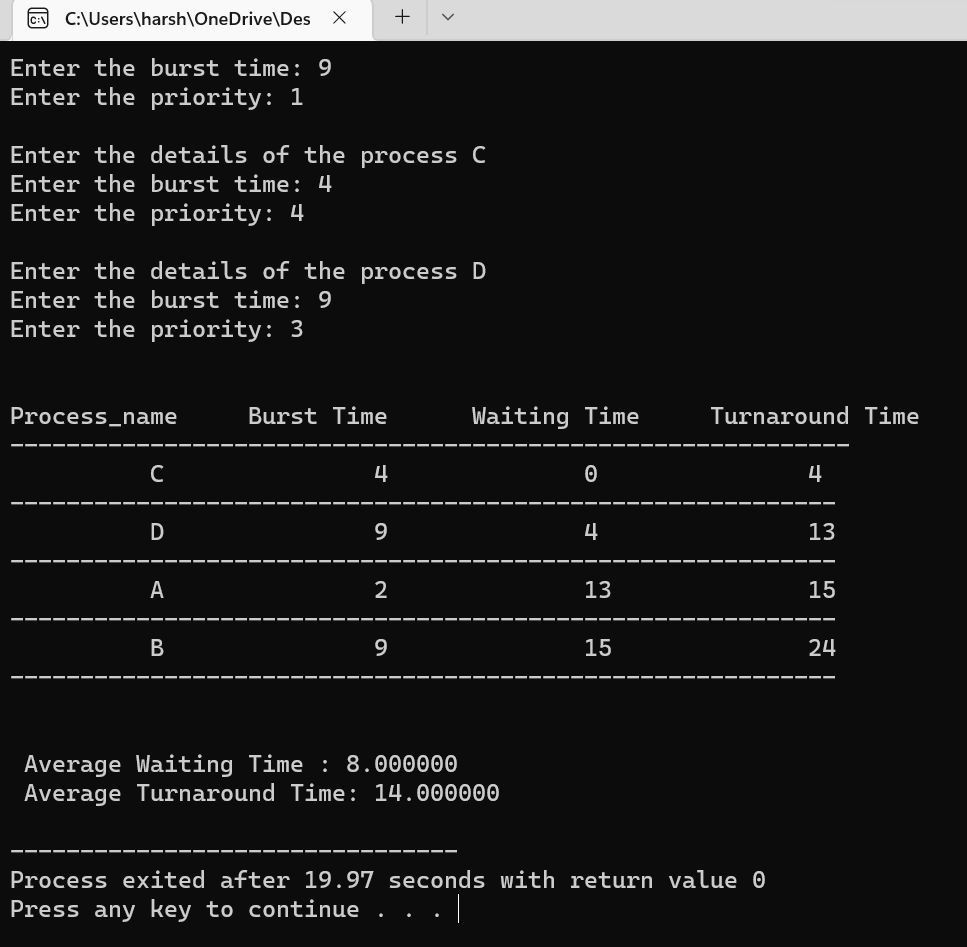 C:\Users\harsh\OneDrive\Des
Enter the burst time: 9
Enter the priority: 1
Enter the details of the process C
Enter the burst time: 4
Enter the priority: 4
Enter the details of the process D
Enter the burst time: 9
Enter the priority: 3
Process_name Burst Time Waiting Time Turnaround Time
------------------------------------------------------------
C 4 0 4
-----------------------------------------------------------
D 9 4 13
-----------------------------------------------------------
A 2 13 15
-----------------------------------------------------------
B 9 15 24
-----------------------------------------------------------
Average Waiting Time : 8.000000
Average Turnaround Time: 14.000000
--------------------------------
Process exited after 19.97 seconds with return value 0
Press any key to continue . . .